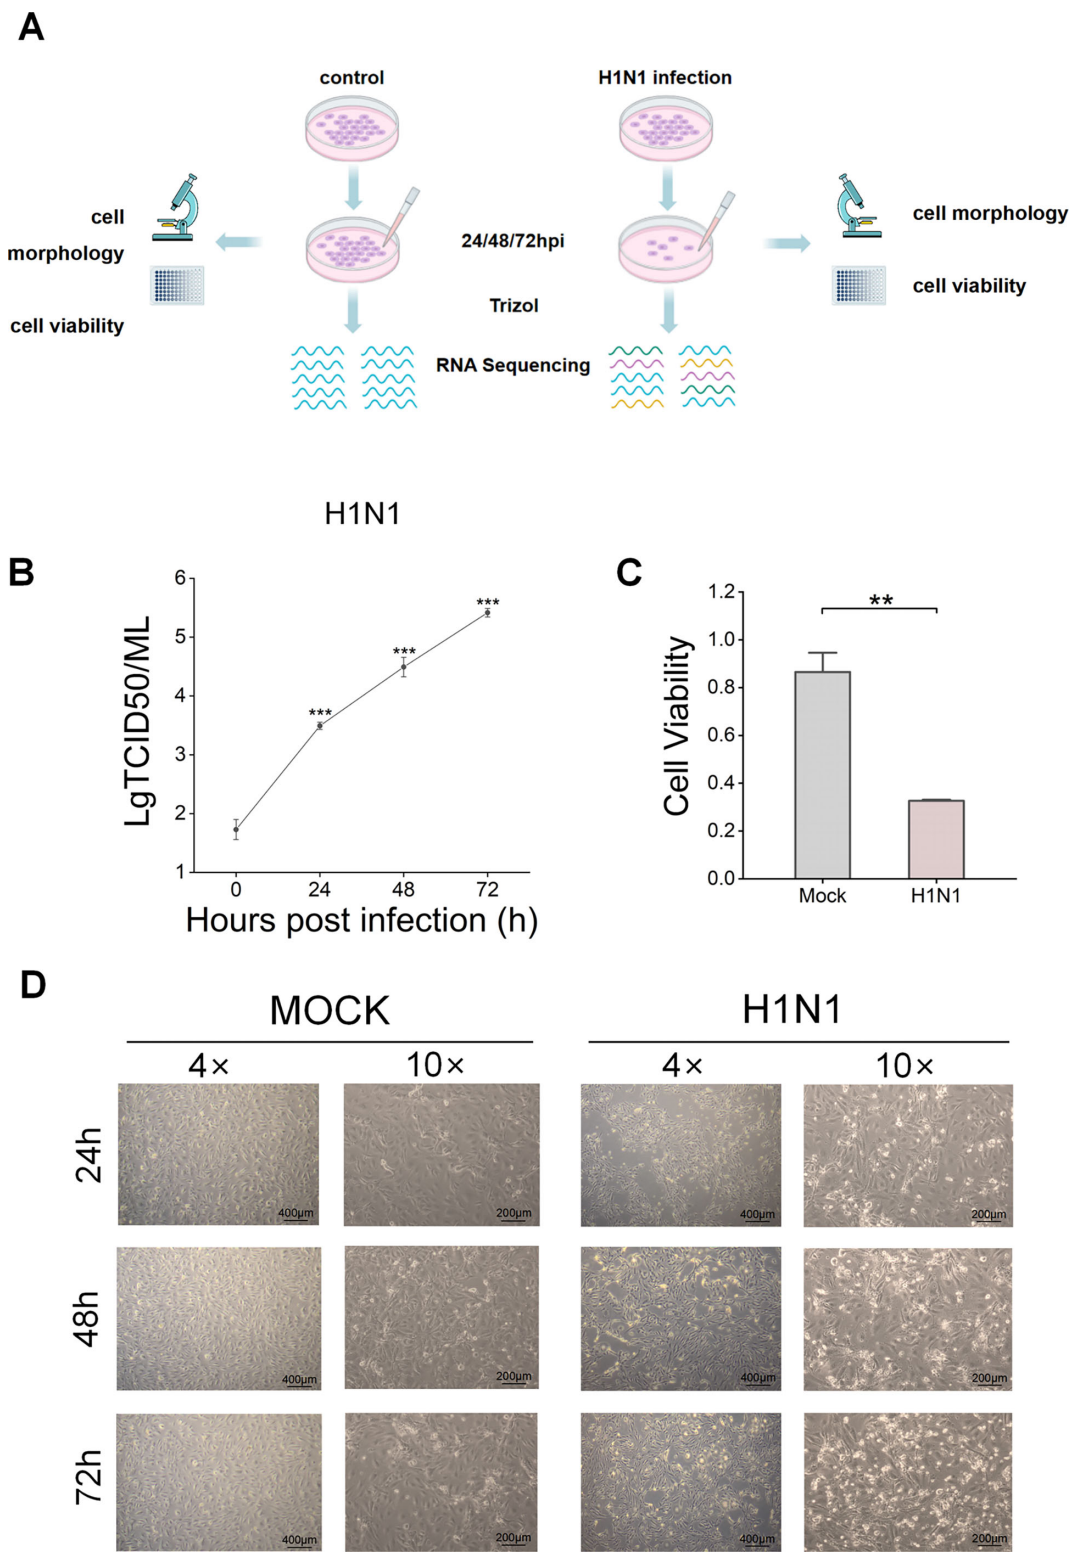 A
control
H1N1 infection
cell
morphology
cell viability
24/48/72hpi
Trizol
RNA Sequencing
cell morphology
cell viability
H1N1
B
6
5
4
3
2
1
LgTCID50/ML
***
***
***
0
24
48
72
Hours post infection (h)
C
1.2
1.0
0.8
0.6
0.4
0.2
0.0
Cell Viability
**
Mock
H1N1
D
MOCK
H1N1
4×
10×
4×
10×
24h
400μm
200μm
400μm
200μm
48h
400μm
200μm
400μm
200μm
72h
400μm
200μm
400μm
200μm